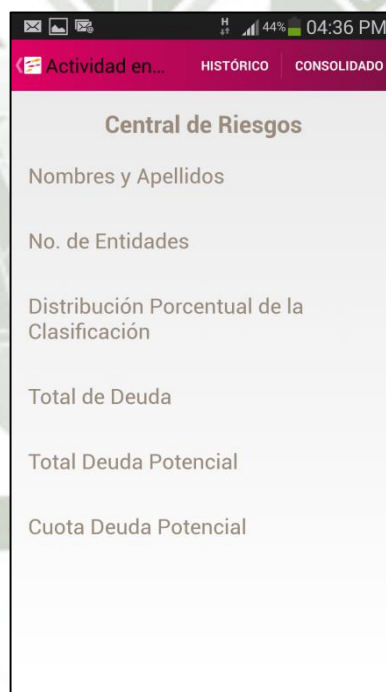 H 44% 04:36 PM
Actividad en... HISTÓRICO CONSOLIDADO
Central de Riesgos
Nombres y Apellidos
No. de Entidades
Distribución Porcentual de la
Clasificación
Total de Deuda
Total Deuda Potencial
Cuota Deuda Potencial